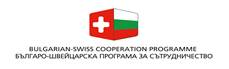 BULGARIAN-SWISS COOPERATION PROGRAMME
БЪЛГАРО-ШВЕЙЦАРСКА ПРОГРАМА ЗА СЪТРУДНИЧЕСТВО